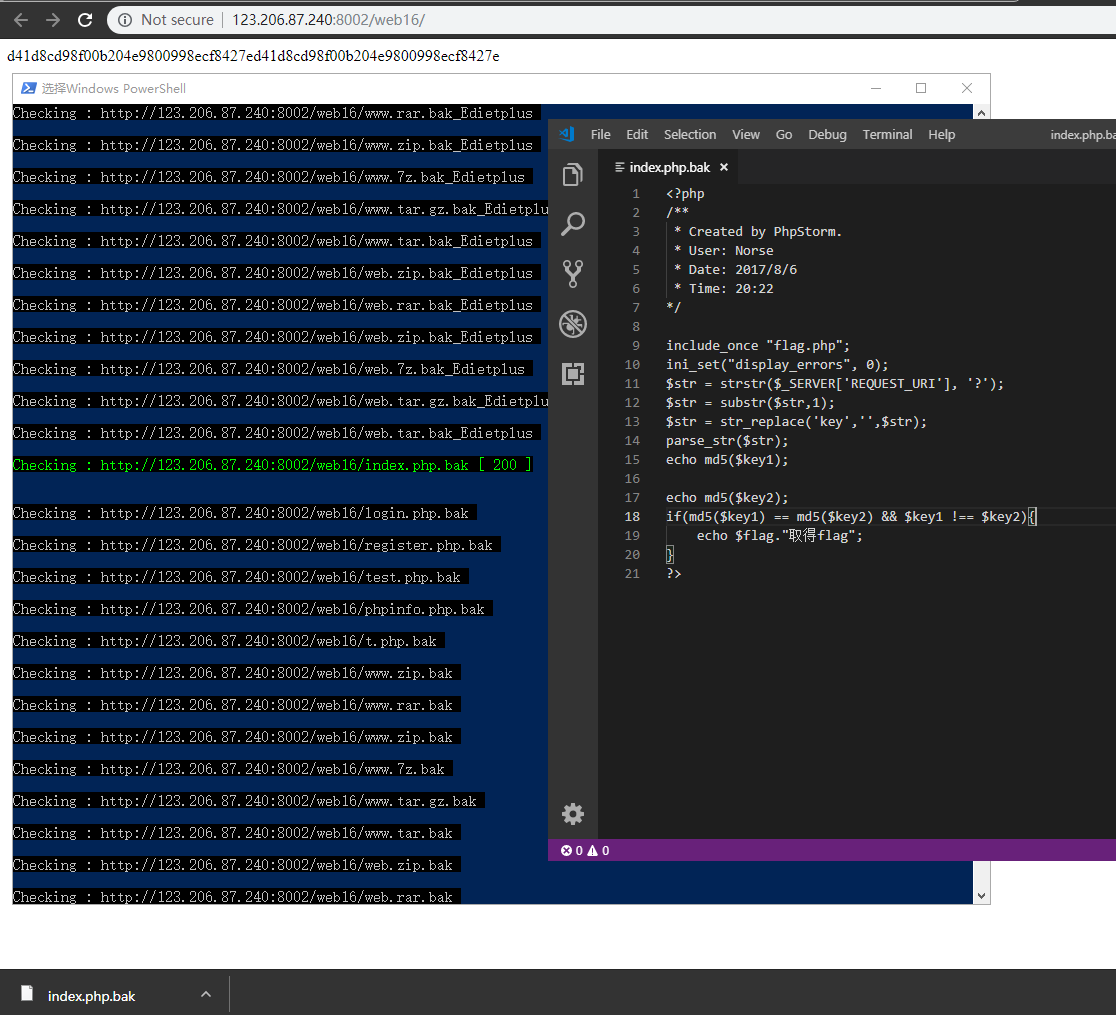 Not secure | 123.206.87.240:8002/web16/
d41d8cd98f00b204e9800998ecf8427ed41d8cd98f00b204e9800998ecf8427e
选择Windows PowerShell
Checking : http://123.206.87.240:8002/web16/www.rar.bak_Edietplus
Checking : http://123.206.87.240:8002/web16/www.zip.bak_Edietplus
Checking : http://123.206.87.240:8002/web16/www.7z.bak_Edietplus
Checking : http://123.206.87.240:8002/web16/www.tar.gz.bak_Edietplu
Checking : http://123.206.87.240:8002/web16/www.tar.bak_Edietplus
Checking : http://123.206.87.240:8002/web16/web.zip.bak_Edietplus
Checking : http://123.206.87.240:8002/web16/web.rar.bak_Edietplus
Checking : http://123.206.87.240:8002/web16/web.zip.bak_Edietplus
Checking : http://123.206.87.240:8002/web16/web.7z.bak_Edietplus
Checking : http://123.206.87.240:8002/web16/web.tar.gz.bak_Edietplu
Checking : http://123.206.87.240:8002/web16/web.tar.bak_Edietplus
Checking : http://123.206.87.240:8002/web16/index.php.bak [ 200 ]
Checking : http://123.206.87.240:8002/web16/login.php.bak
Checking : http://123.206.87.240:8002/web16/register.php.bak
Checking : http://123.206.87.240:8002/web16/test.php.bak
Checking : http://123.206.87.240:8002/web16/phpinfo.php.bak
Checking : http://123.206.87.240:8002/web16/t.php.bak
Checking : http://123.206.87.240:8002/web16/www.zip.bak
Checking : http://123.206.87.240:8002/web16/www.rar.bak
Checking : http://123.206.87.240:8002/web16/www.zip.bak
Checking : http://123.206.87.240:8002/web16/www.7z.bak
Checking : http://123.206.87.240:8002/web16/www.tar.gz.bak
Checking : http://123.206.87.240:8002/web16/www.tar.bak
Checking : http://123.206.87.240:8002/web16/web.zip.bak
Checking : http://123.206.87.240:8002/web16/web.rar.bak
File Edit Selection View Go Debug Terminal Help index.php.ba
index.php.bak
1 <?php
2 /**
3 * Created by PhpStorm.
4 * User: Norse
5 * Date: 2017/8/6
6 * Time: 20:22
7 */
8
9 include_once "flag.php";
10 ini_set("display_errors", 0);
11 $str = strstr($_SERVER['REQUEST_URI'], '?');
12 $str = substr($str,1);
13 $str = str_replace('key','',$str);
14 parse_str($str);
15 echo md5($key1);
16
17 echo md5($key2);
18 if(md5($key1) == md5($key2) && $key1 !== $key2){
19 echo $flag."取得flag";
20 }
21 ?>
0 0
index.php.bak